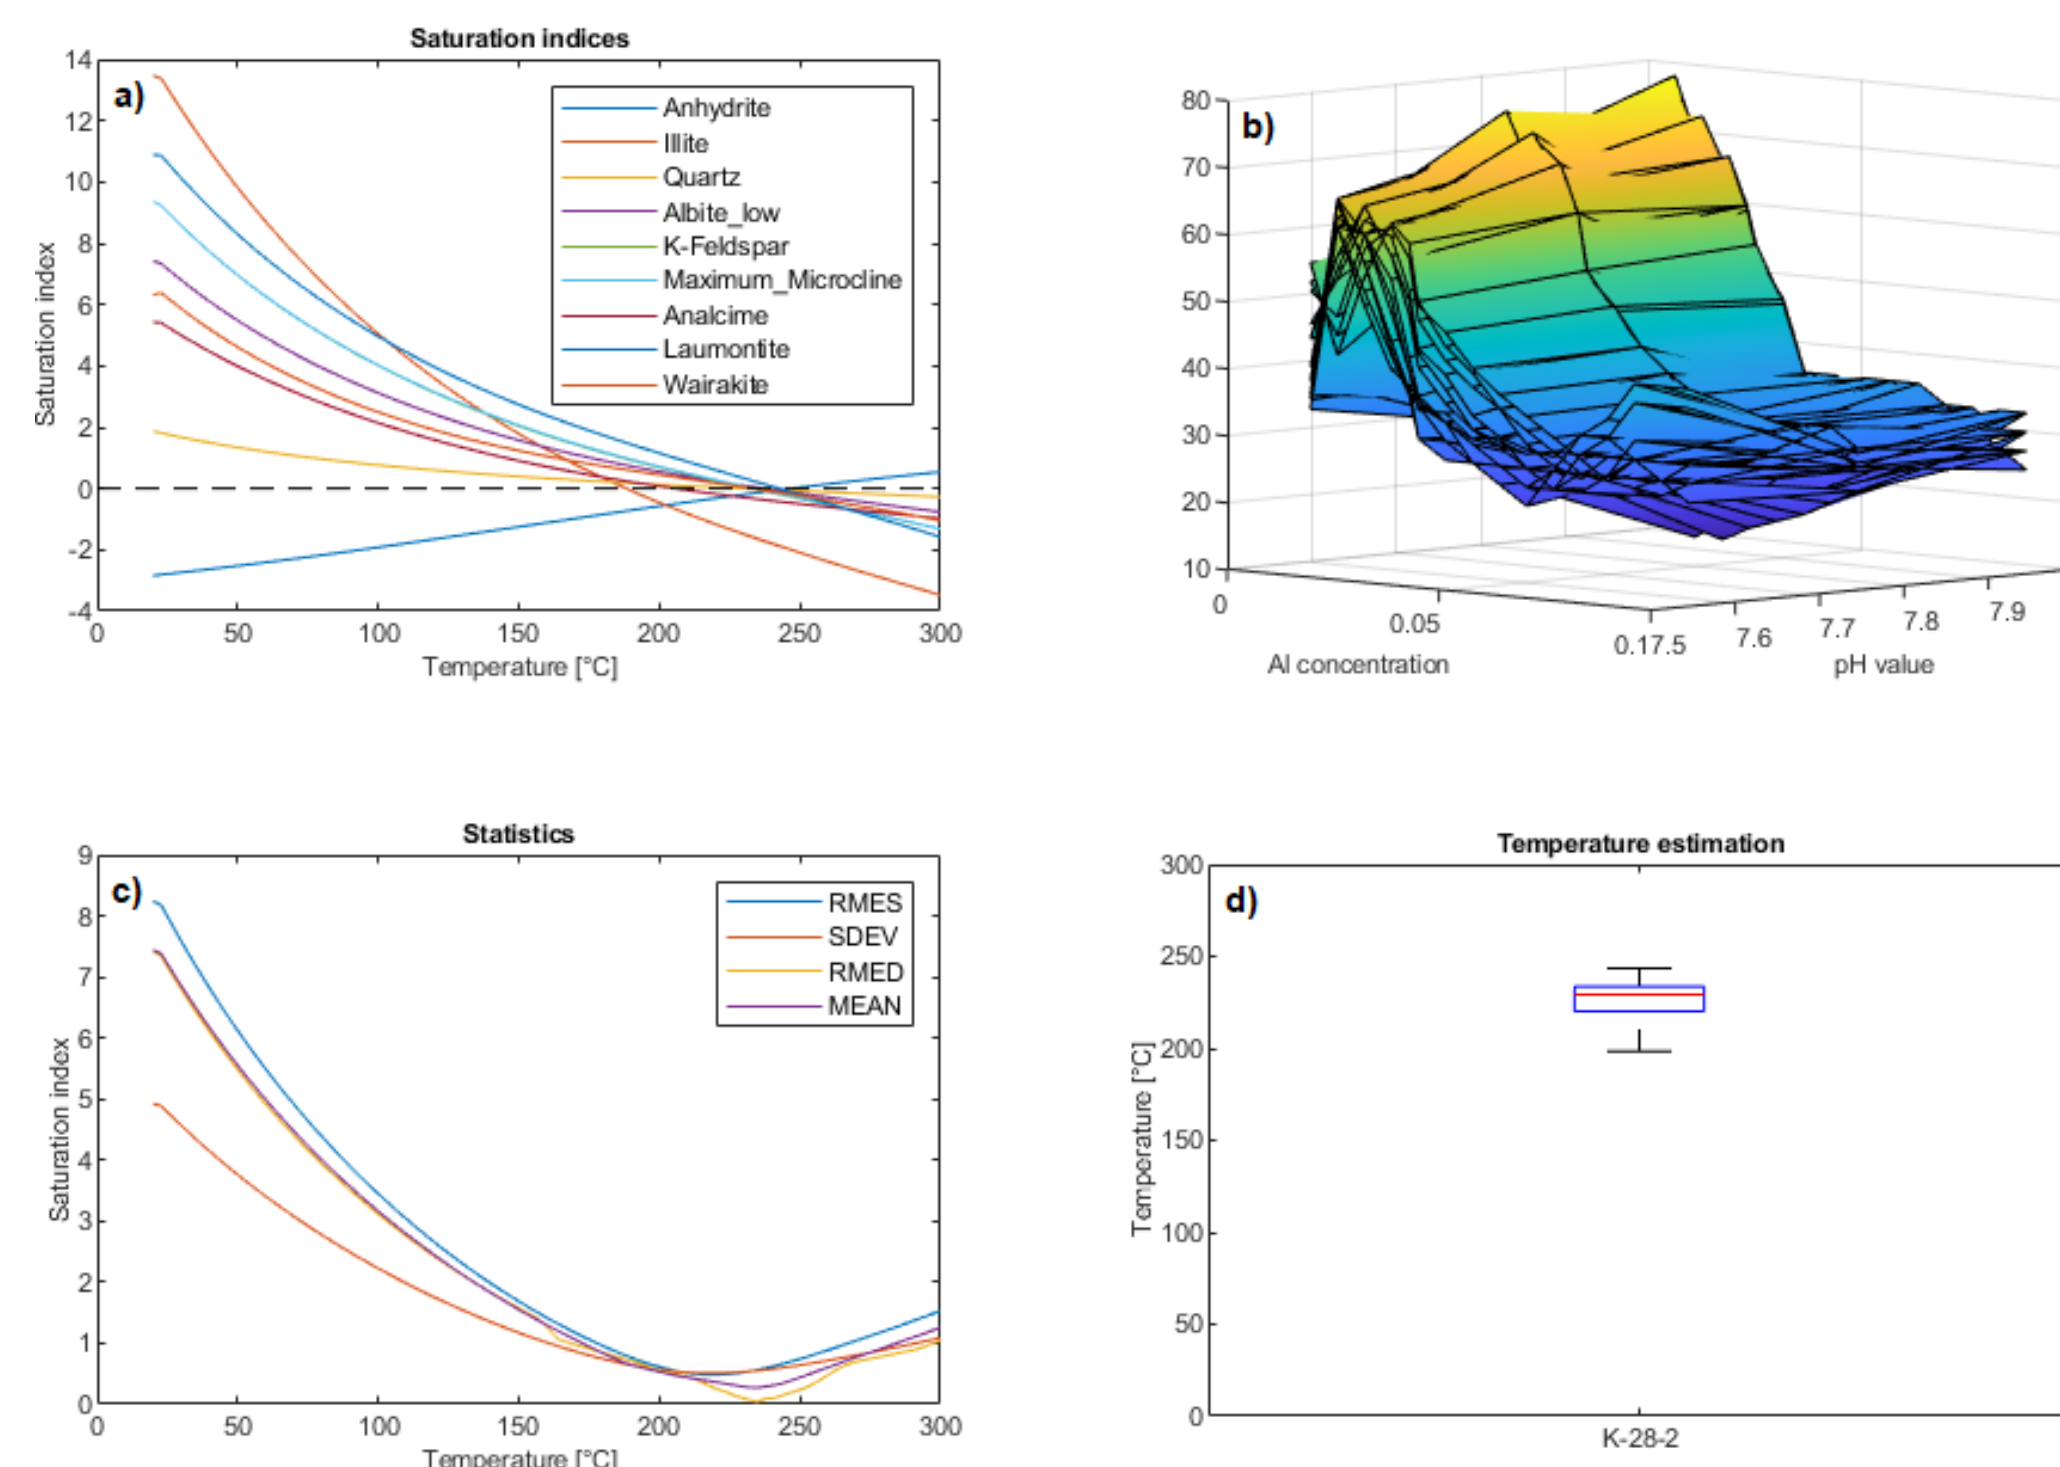 Saturation indices
a)
14
12
10
8
6
4
2
0
-2
-4
Saturation index
Anhydrite
Illite
Quartz
Albite_low
K-Feldspar
Maximum_Microcline
Analcime
Laumontite
Wairakite
0 50 100 150 200 250 300
Temperature [°C]
b)
80
70
60
50
40
30
20
10
0 0.05 0.1
7.5 7.6 7.7 7.8 7.9
Al concentration
pH value
Statistics
c)
9
8
7
6
5
4
3
2
1
0
Saturation index
RMES
SDEV
RMED
MEAN
0 50 100 150 200 250 300
Temperature [°C]
Temperature estimation
d)
300
250
200
150
100
50
0
Temperature [°C]
K-28-2